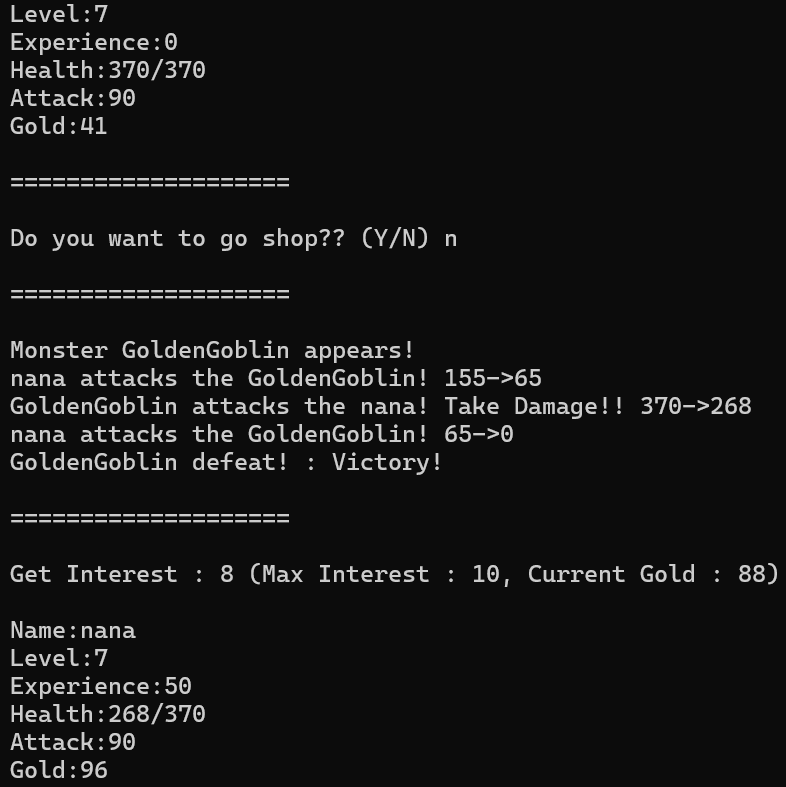 Level:7
Experience:0
Health:370/370
Attack:90
Gold:41
====================
Do you want to go shop?? (Y/N) n
====================
Monster GoldenGoblin appears!
nana attacks the GoldenGoblin! 155->65
GoldenGoblin attacks the nana! Take Damage!! 370->268
nana attacks the GoldenGoblin! 65->0
GoldenGoblin defeat! : Victory!
====================
Get Interest : 8 (Max Interest : 10, Current Gold : 88)
Name:nana
Level:7
Experience:50
Health:268/370
Attack:90
Gold:96